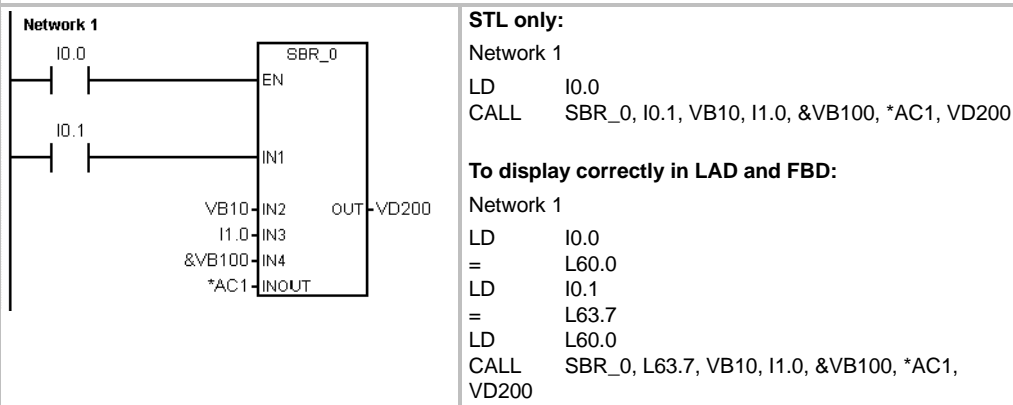 Network 1
I0.0
SBR_0
EN
I0.1
IN1
VB10 IN2 OUT VD200
I1.0 IN3
&VB100 IN4
*AC1 INOUT
STL only:
Network 1
LD I0.0
CALL SBR_0, I0.1, VB10, I1.0, &VB100, *AC1, VD200
To display correctly in LAD and FBD:
Network 1
LD I0.0
= L60.0
LD I0.1
= L63.7
LD L60.0
CALL SBR_0, L63.7, VB10, I1.0, &VB100, *AC1,
VD200